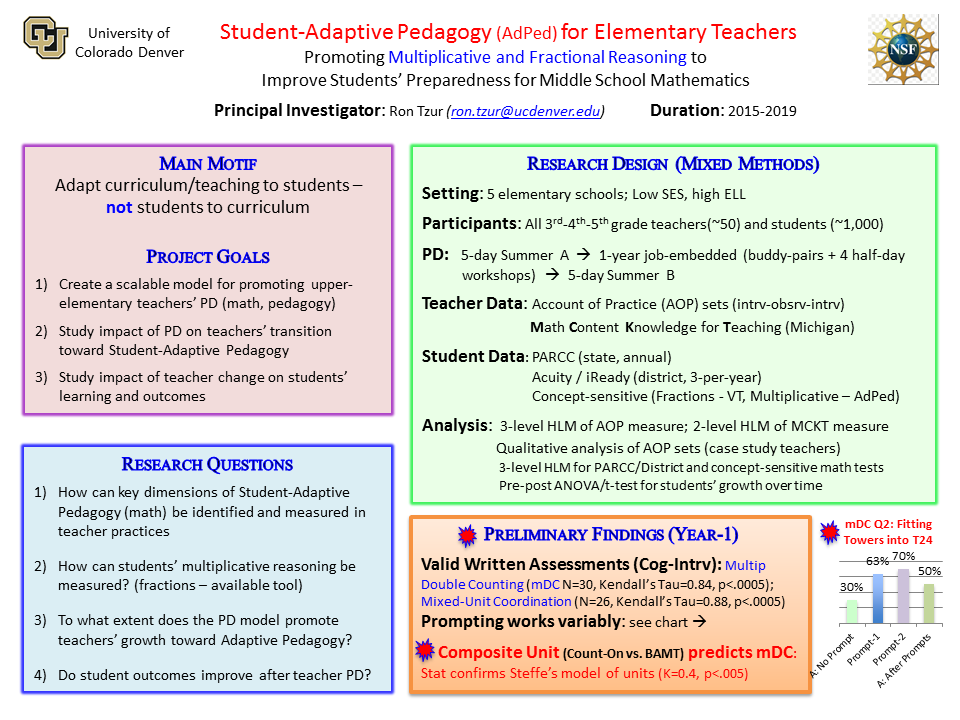 University of
Colorado Denver
Student-Adaptive Pedagogy (AdPed) for Elementary Teachers
Promoting Multiplicative and Fractional Reasoning to
Improve Students’ Preparedness for Middle School Mathematics
Principal Investigator: Ron Tzur (ron.tzur@ucdenver.edu) Duration: 2015-2019
NSF
MAIN MOTIF
Adapt curriculum/teaching to students –
not students to curriculum
PROJECT GOALS
1) Create a scalable model for promoting upper-
elementary teachers’ PD (math, pedagogy)
2) Study impact of PD on teachers’ transition
toward Student-Adaptive Pedagogy
3) Study impact of teacher change on students’
learning and outcomes
RESEARCH QUESTIONS
1) How can key dimensions of Student-Adaptive
Pedagogy (math) be identified and measured in
teacher practices
2) How can students’ multiplicative reasoning be
measured? (fractions – available tool)
3) To what extent does the PD model promote
teachers’ growth toward Adaptive Pedagogy?
4) Do student outcomes improve after teacher PD?
RESEARCH DESIGN (MIXED METHODS)
Setting: 5 elementary schools; Low SES, high ELL
Participants: All 3rd-4th-5th grade teachers(~50) and students (~1,000)
PD: 5-day Summer A → 1-year job-embedded (buddy-pairs + 4 half-day
workshops) → 5-day Summer B
Teacher Data: Account of Practice (AOP) sets (intrv-obsrv-intrv)
Math Content Knowledge for Teaching (Michigan)
Student Data: PARCC (state, annual)
Acuity / iReady (district, 3-per-year)
Concept-sensitive (Fractions - VT, Multiplicative – AdPed)
Analysis: 3-level HLM of AOP measure; 2-level HLM of MCKT measure
Qualitative analysis of AOP sets (case study teachers)
3-level HLM for PARCC/District and concept-sensitive math tests
Pre-post ANOVA/t-test for students’ growth over time
PRELIMINARY FINDINGS (YEAR-1)
Valid Written Assessments (Cog-Intrv): Multip
Double Counting (mDC N=30, Kendall’s Tau=0.84, p<.0005);
Mixed-Unit Coordination (N=26, Kendall’s Tau=0.88, p<.0005)
Prompting works variably: see chart →
Composite Unit (Count-On vs. BAMT) predicts mDC:
Stat confirms Steffe’s model of units (K=0.4, p<.005)
mDC Q2: Fitting
Towers into T24
30%
63%
70%
50%
A: No Prompt
Prompt-1
Prompt-2
A: After Prompts